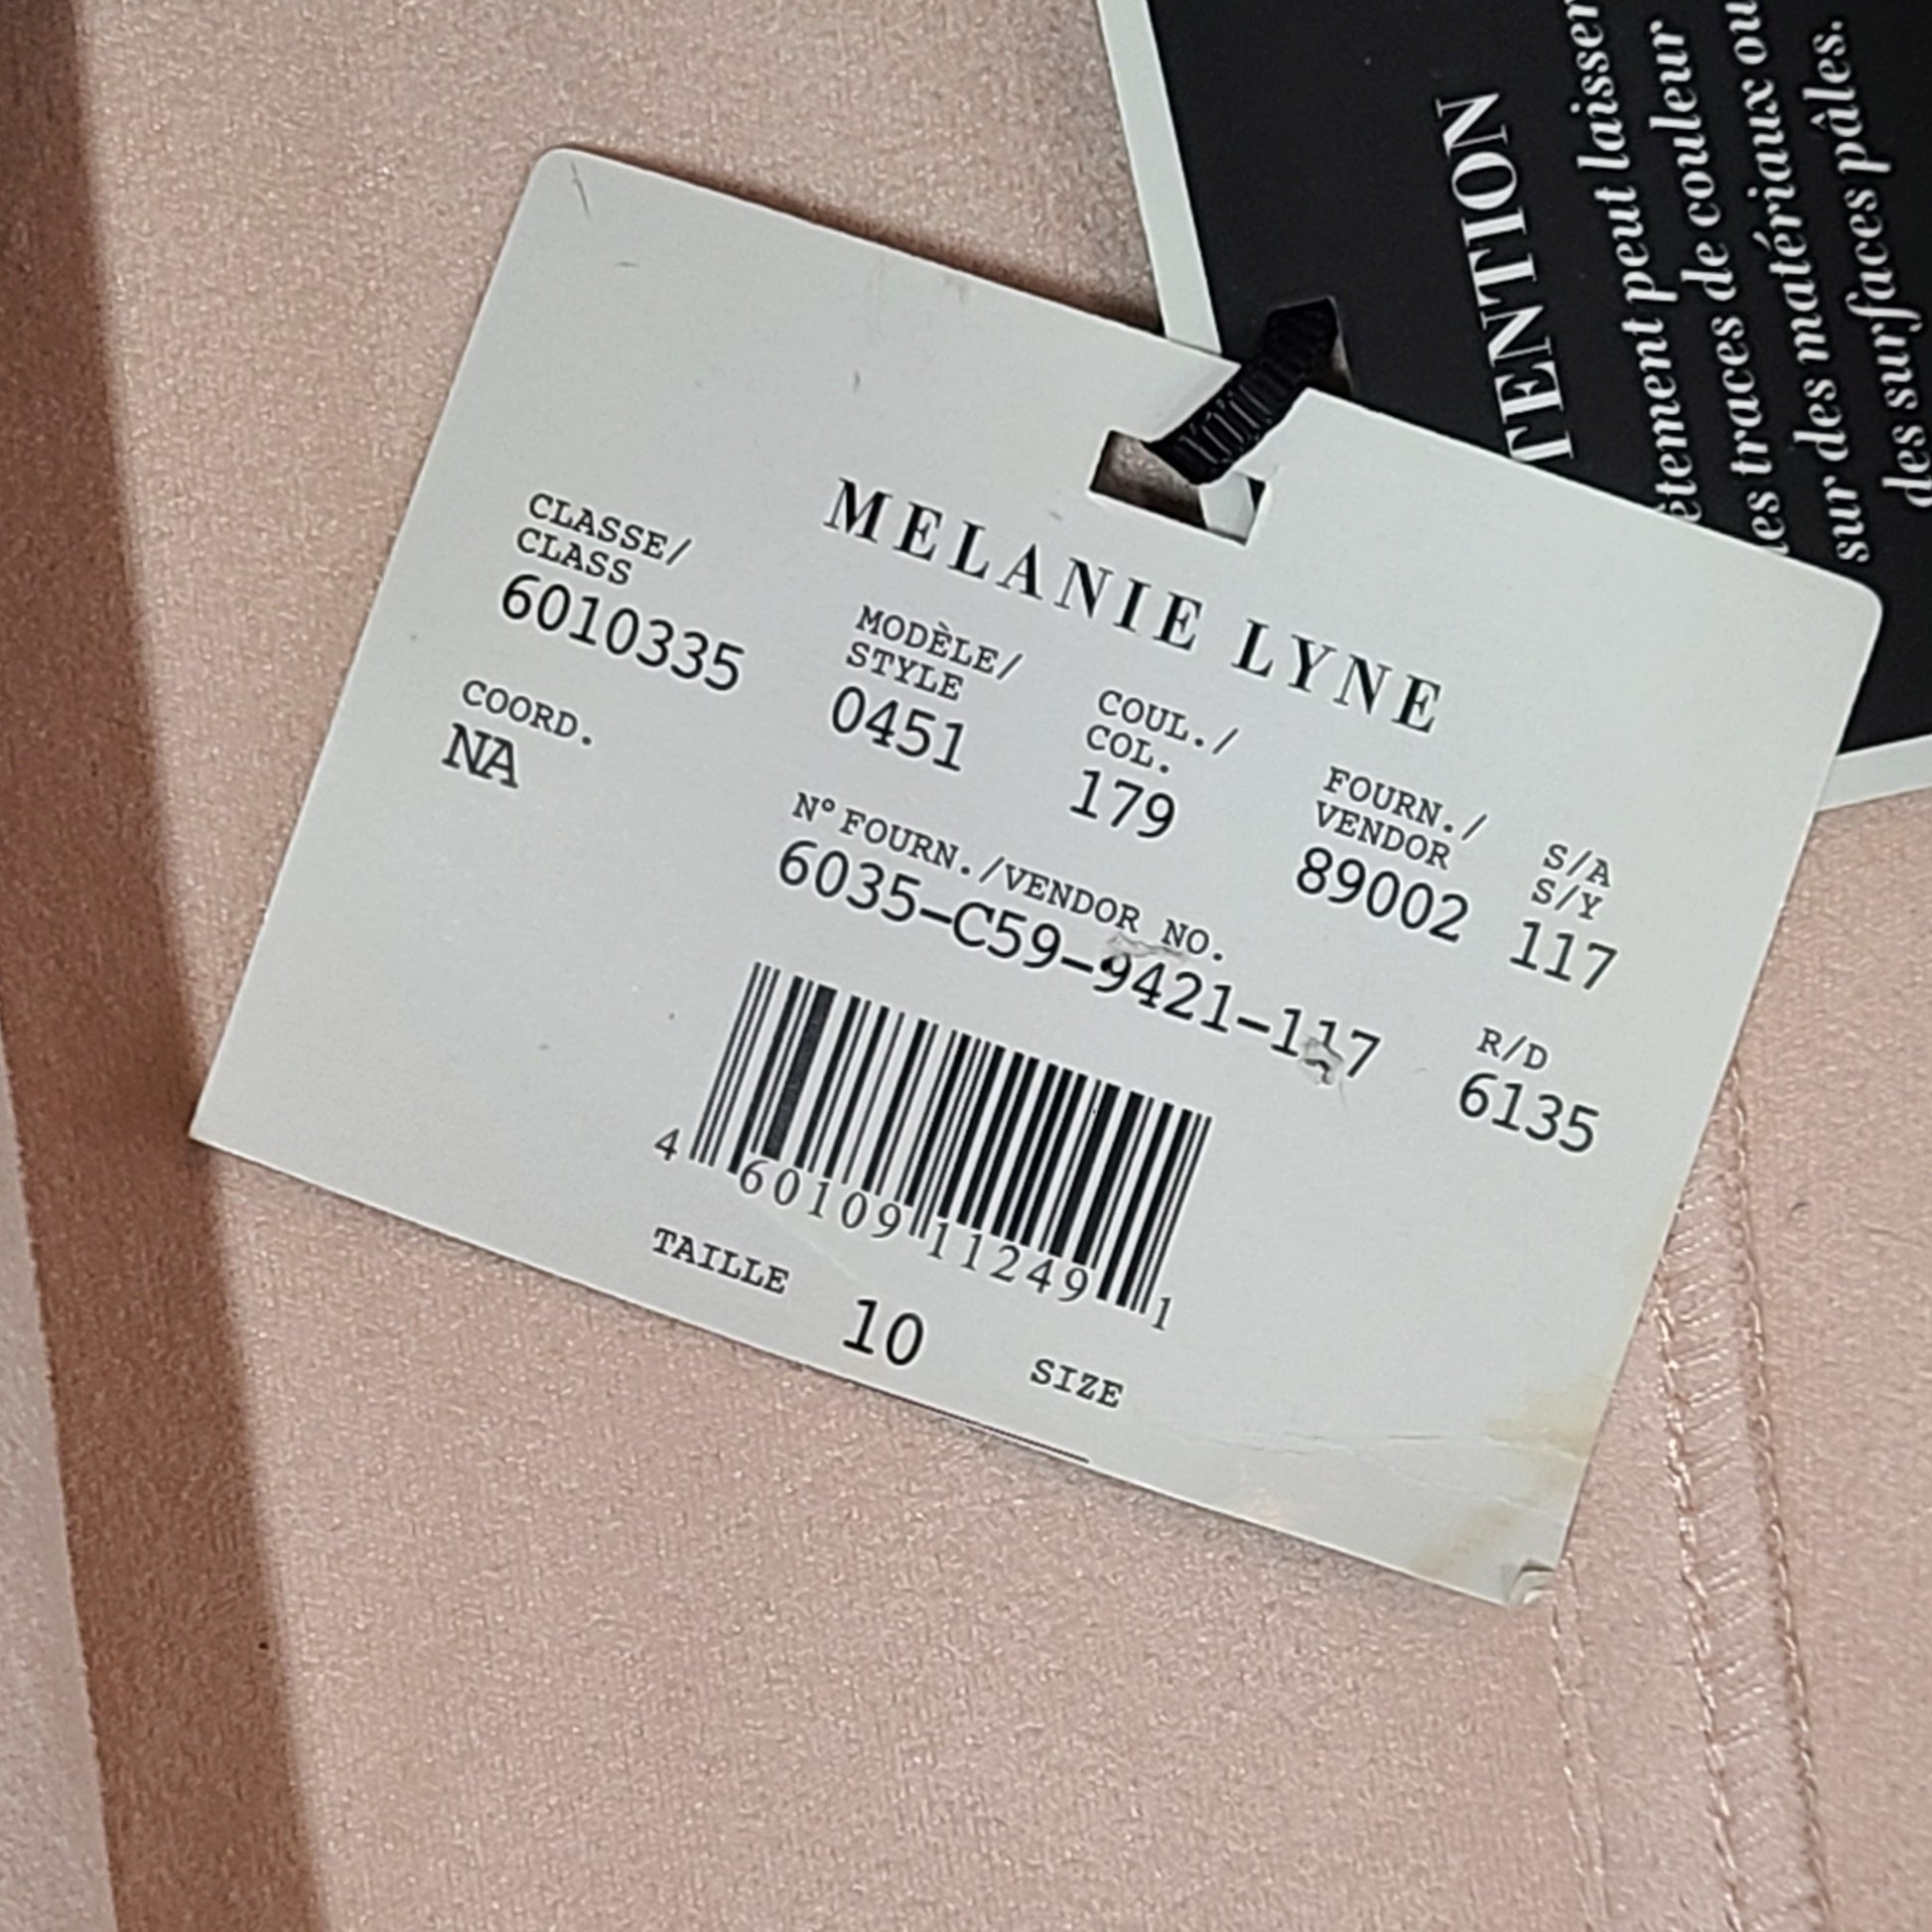 MELANIE LYNE
CLASSE/
CLASS
6010335
MODÈLE/
STYLE
0451
COUL./
COL.
179
FOURN./
VENDOR
89002
S/A
S/Y
117
COORD.
NA
N° FOURN./VENDOR NO.
6035-C59-9421-117
R/D
6135
4 60109 11249 1
TAILLE 10 SIZE
TENTION
êtement peut laisser
des traces de couleur
sur des matériaux ou
des surfaces pâles.